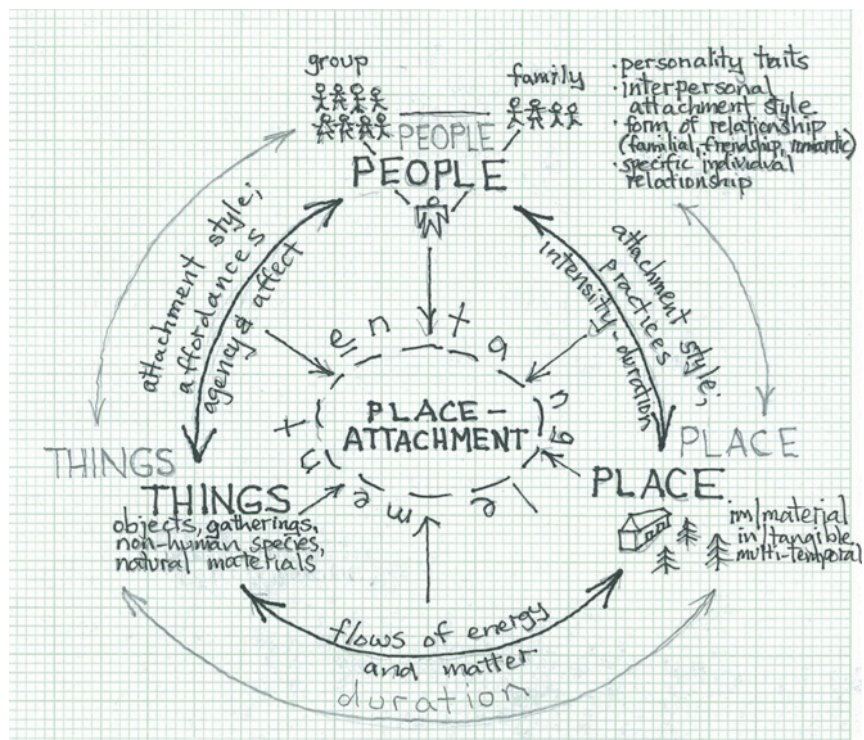 group
family
PEOPLE
PEOPLE
• personality traits
• interpersonal
attachment style
• form of relationship
(familial, friendship, romantic)
• specific individual
relationship
attachment style;
affordances
agency & affect
attachment style;
practices
intensity-duration
entanglement
PLACE-
ATTACHMENT
THINGS
THINGS
objects, gatherings,
non-human species,
natural materials
PLACE
PLACE
im/material
in/tangible
multi-temporal
flows of energy
and matter
duration